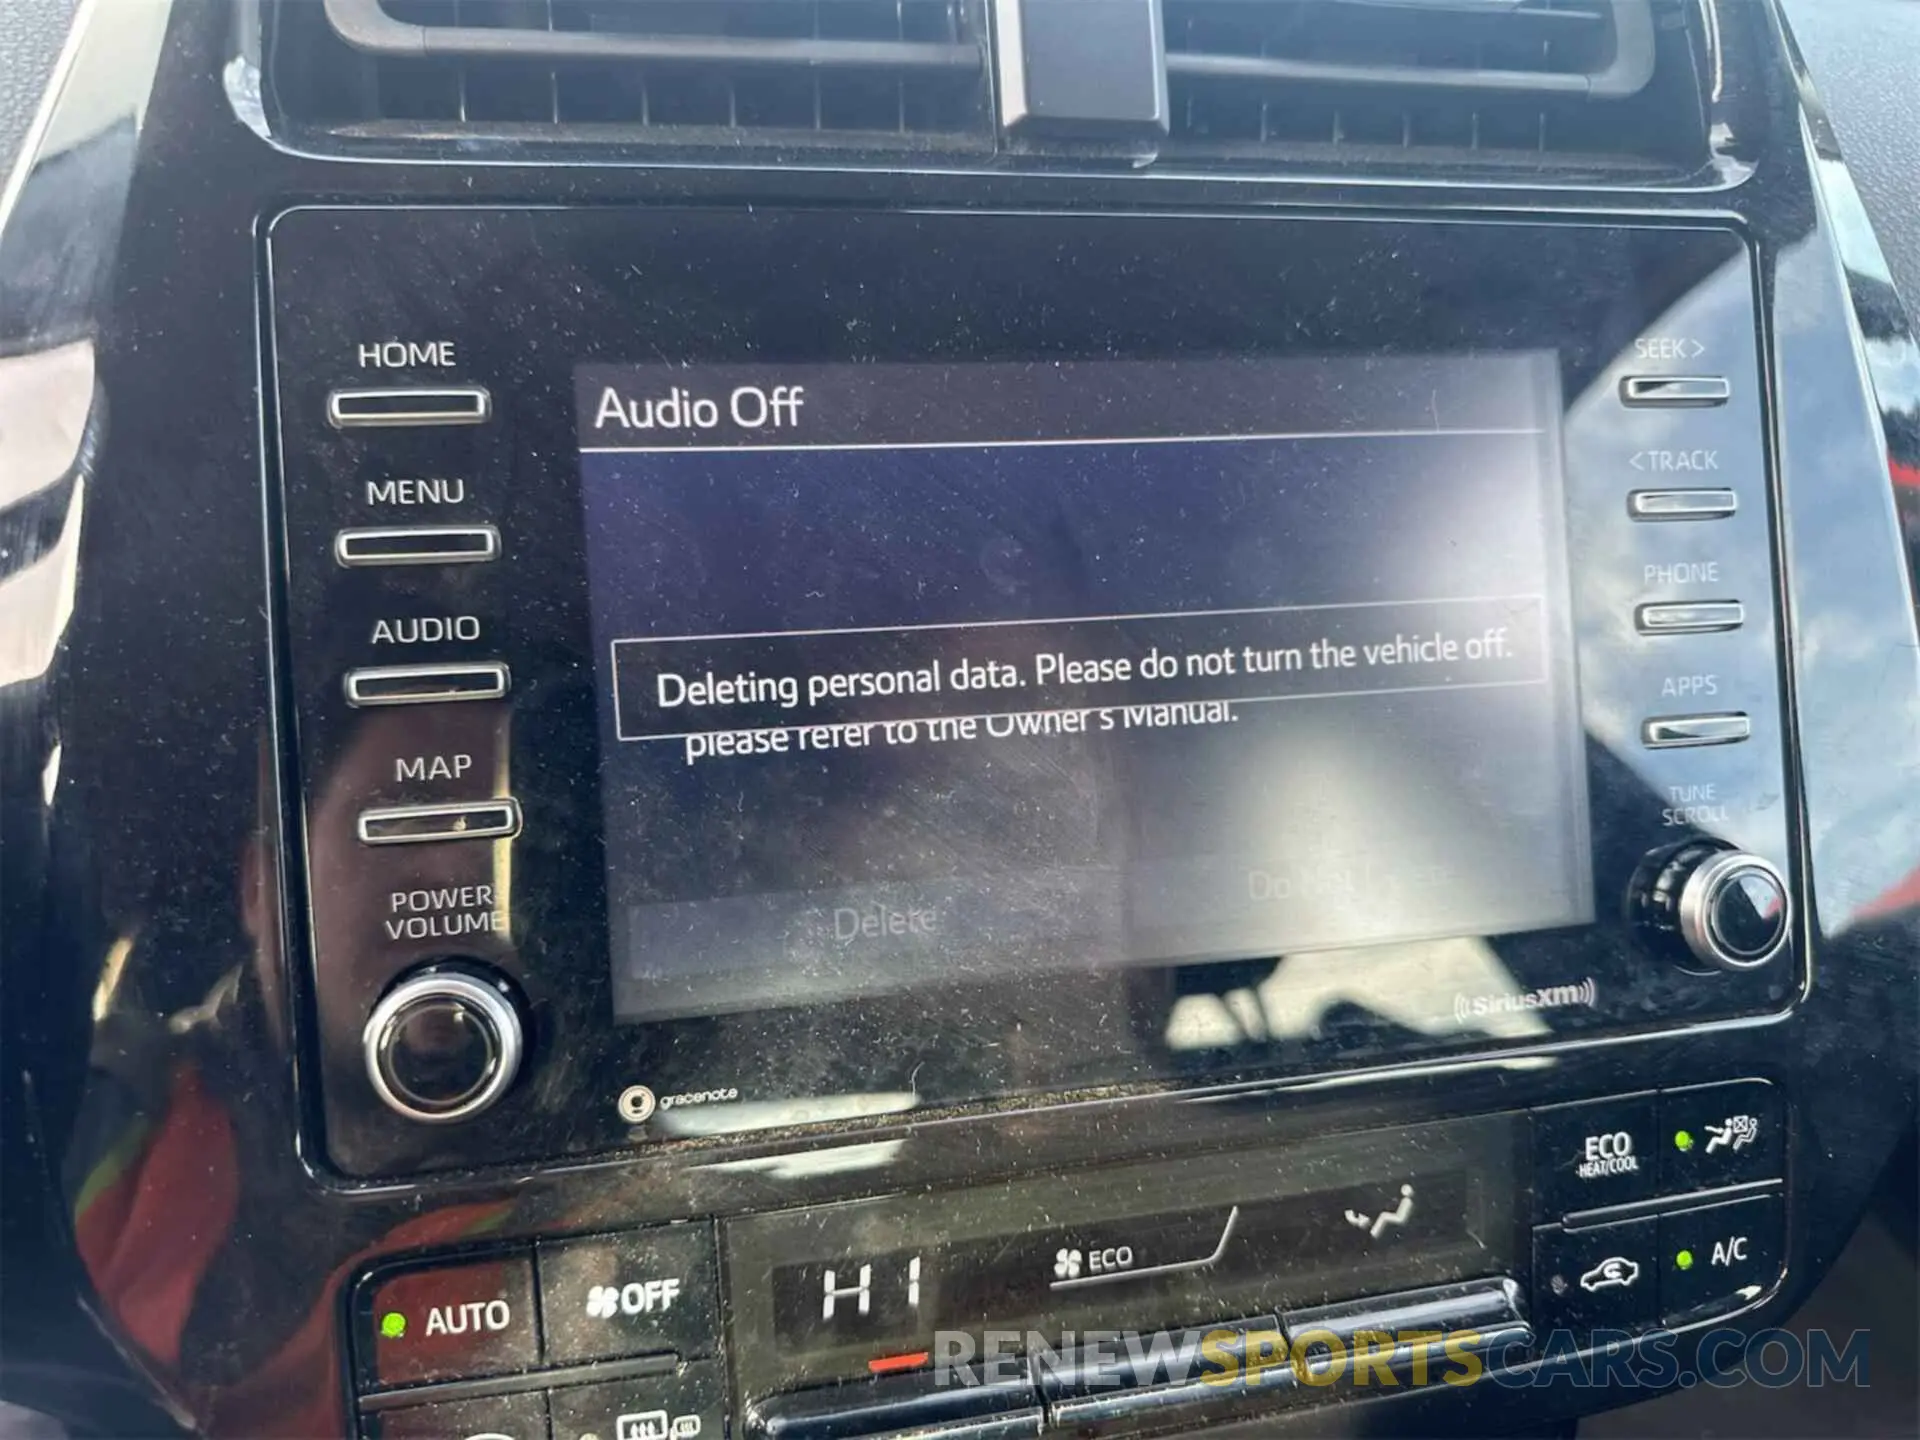 HOME
MENU
AUDIO
MAP
POWER
VOLUME
Audio Off
Deleting personal data. Please do not turn the vehicle off.
please refer to the Owner's Manual.
Delete
Do
SEEK >
< TRACK
PHONE
APPS
TUNE
SCROLL
((SiriusXM))
gracenote
AUTO
OFF
HI
ECO
ECO
HEAT/COOL
A/C
RENEWSPORTSCARS.COM